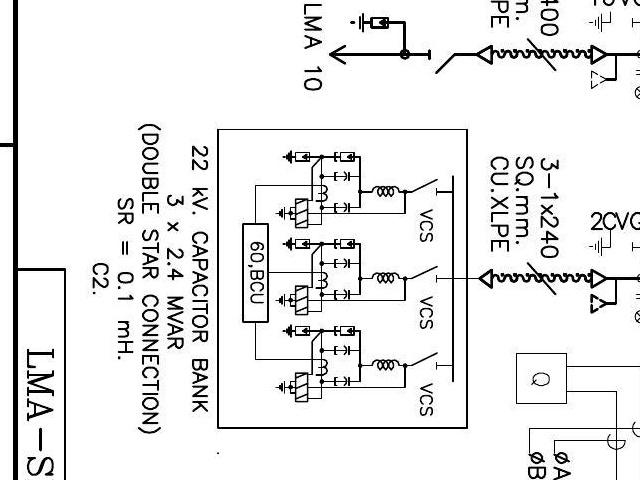 LMA 10
400
mm.
PE
3-1x240
SQ.mm.
CU.XLPE
2CVG
VCS
VCS
VCS
60,BCU
22 kV. CAPACITOR BANK
3 x 2.4 MVAR
(DOUBLE STAR CONNECTION)
SR = 0.1 mH.
C2.
Q
ØA
ØB
LMA-S